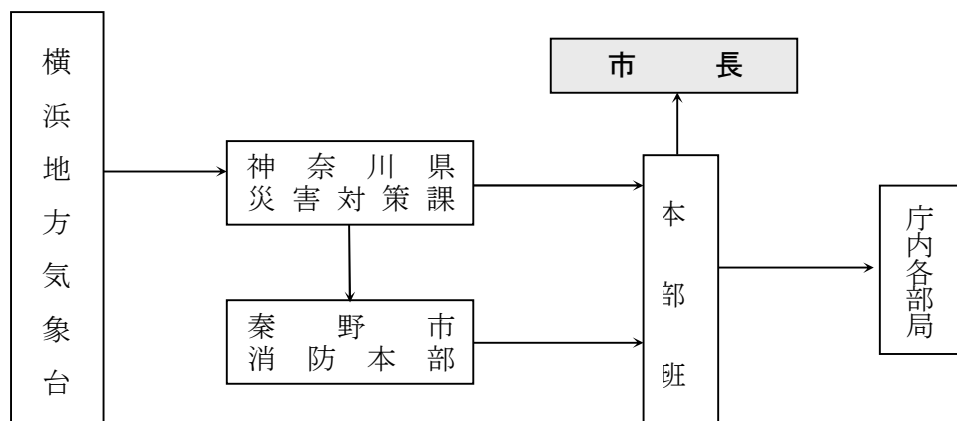 横浜地方気象台
市長
神奈川県
災害対策課
秦野市
消防本部
本部班
庁内各部局